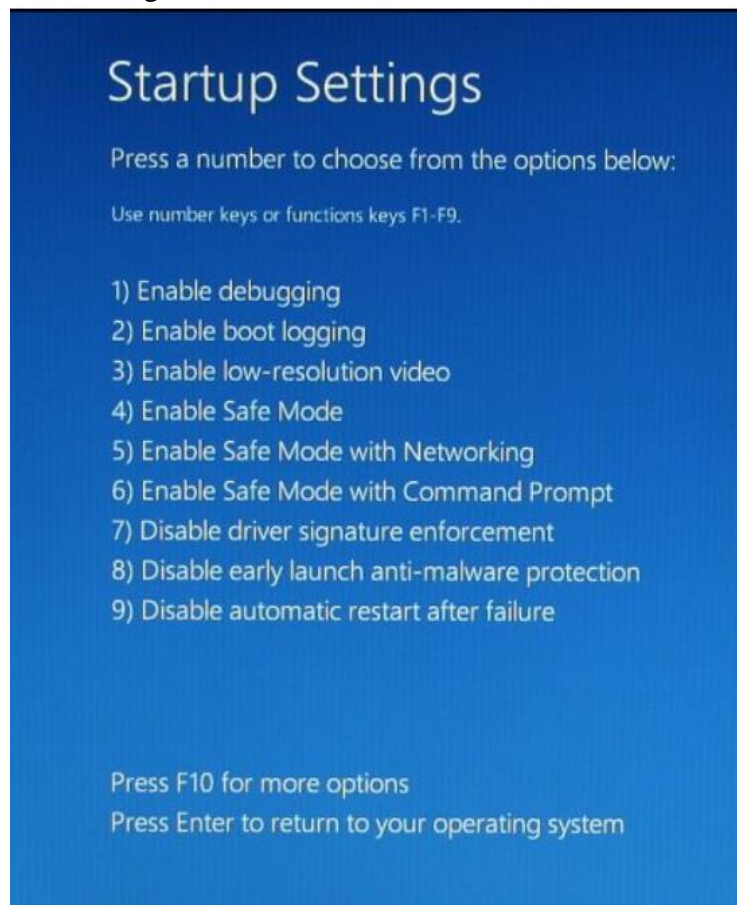 Startup Settings
Press a number to choose from the options below:
Use number keys or functions keys F1-F9.
1) Enable debugging
2) Enable boot logging
3) Enable low-resolution video
4) Enable Safe Mode
5) Enable Safe Mode with Networking
6) Enable Safe Mode with Command Prompt
7) Disable driver signature enforcement
8) Disable early launch anti-malware protection
9) Disable automatic restart after failure
Press F10 for more options
Press Enter to return to your operating system